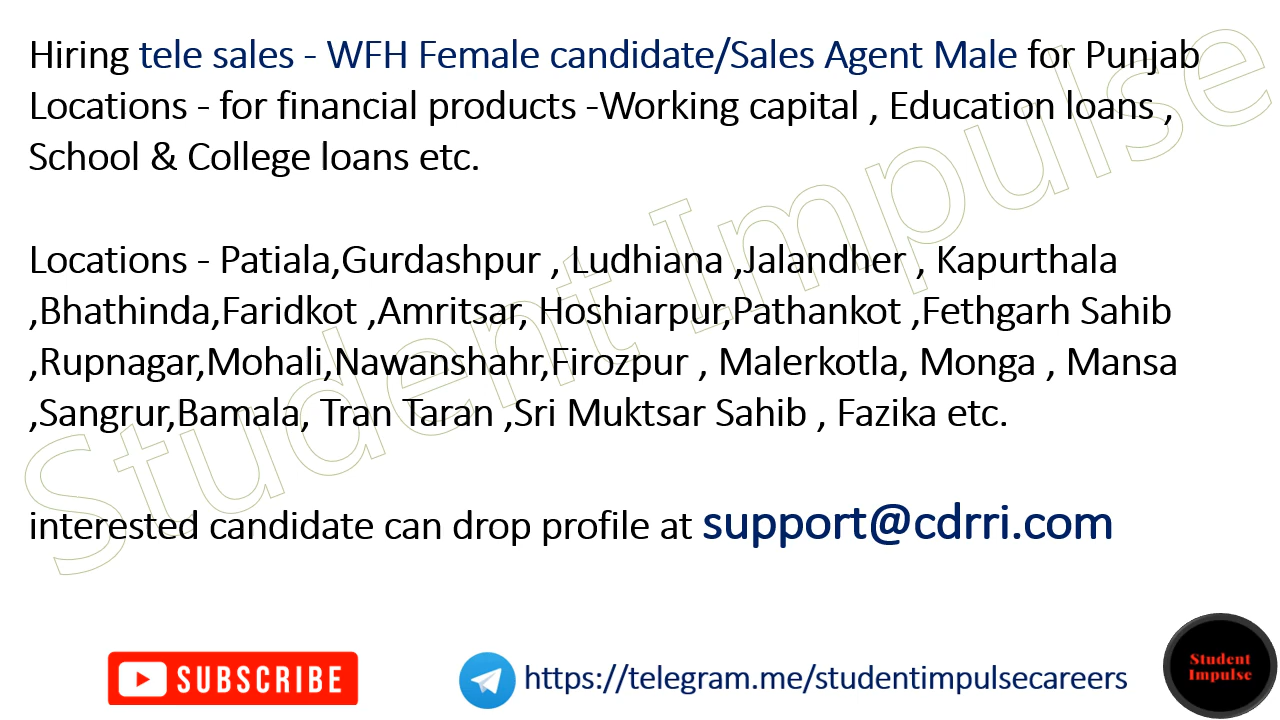 Hiring tele sales - WFH Female candidate/Sales Agent Male for Punjab
Locations - for financial products -Working capital , Education loans ,
School & College loans etc.
Locations - Patiala,Gurdashpur , Ludhiana ,Jalandher , Kapurthala
,Bhathinda,Faridkot ,Amritsar, Hoshiarpur,Pathankot ,Fethgarh Sahib
,Rupnagar,Mohali,Nawanshahr,Firozpur , Malerkotla, Monga , Mansa
,Sangrur,Bamala, Tran Taran ,Sri Muktsar Sahib , Fazika etc.
interested candidate can drop profile at support@cdrri.com
Student Impulse
SUBSCRIBE
https://telegram.me/studentimpulsecareers
Student
Impulse